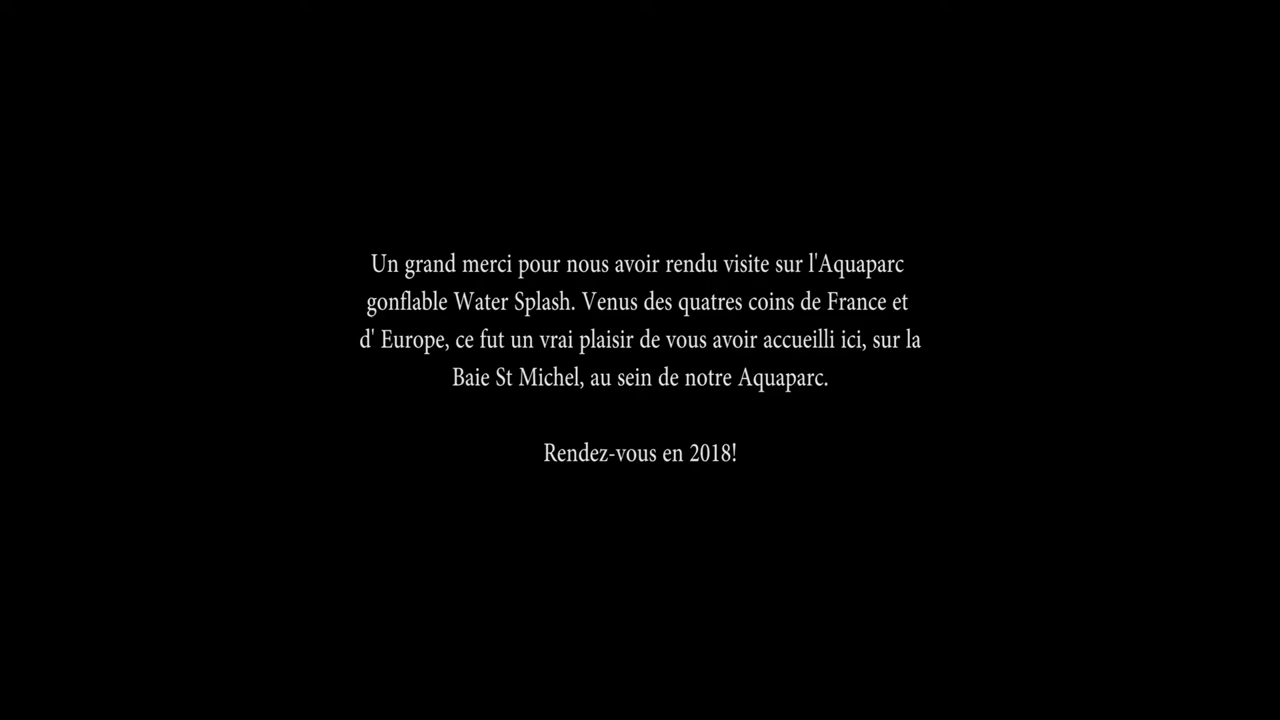 Un grand merci pour nous avoir rendu visite sur l'Aquaparc
gonflable Water Splash. Venus des quatres coins de France et
d' Europe, ce fut un vrai plaisir de vous avoir accueilli ici, sur la
Baie St Michel, au sein de notre Aquaparc.
Rendez-vous en 2018!